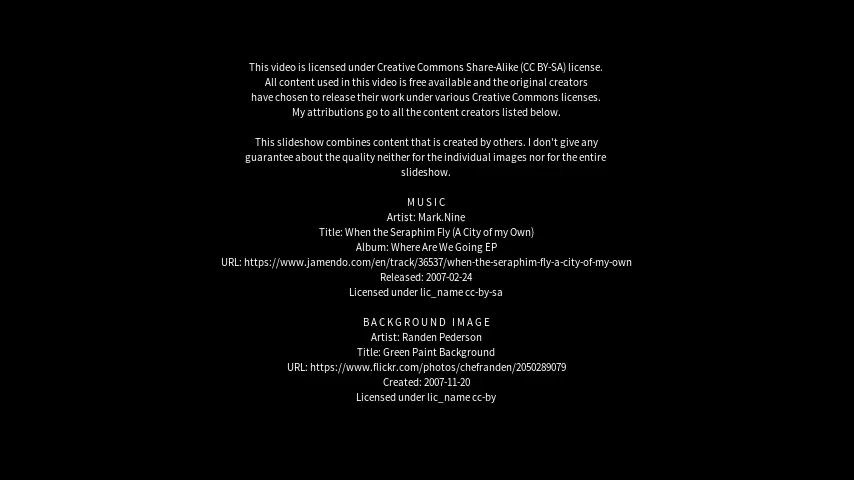 This video is licensed under Creative Commons Share-Alike (CC BY-SA) license.
All content used in this video is free available and the original creators
have chosen to release their work under various Creative Commons licenses.
My attributions go to all the content creators listed below.
This slideshow combines content that is created by others. I don't give any
guarantee about the quality neither for the individual images nor for the entire
slideshow.
MUSIC
Artist: Mark.Nine
Title: When the Seraphim Fly (A City of my Own)
Album: Where Are We Going EP
URL: https://www.jamendo.com/en/track/36537/when-the-seraphim-fly-a-city-of-my-own
Released: 2007-02-24
Licensed under lic_name cc-by-sa
BACKGROUND IMAGE
Artist: Randen Pederson
Title: Green Paint Background
URL: https://www.flickr.com/photos/chefranden/2050289079
Created: 2007-11-20
Licensed under lic_name cc-by